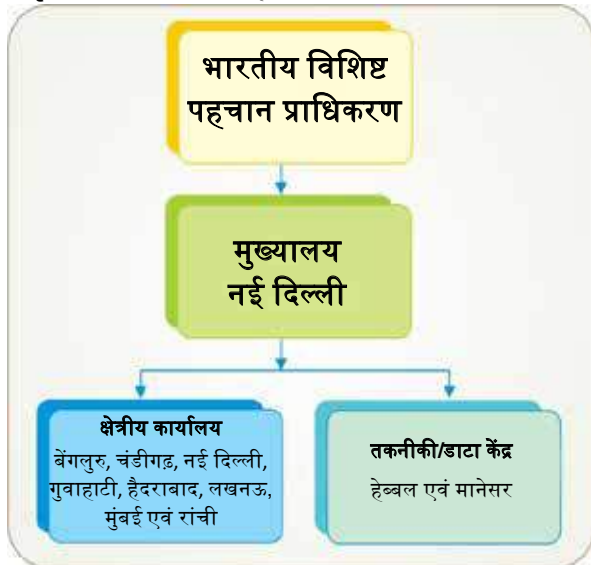 भारतीय विशिष्ट
पहचान प्राधिकरण
मुख्यालय
नई दिल्ली
क्षेत्रीय कार्यालय
बेंगलुरु, चंडीगढ़, नई दिल्ली,
गुवाहाटी, हैदराबाद, लखनऊ,
मुंबई एवं रांची
तकनीकी/डाटा केंद्र
हेब्बल एवं मानेसर